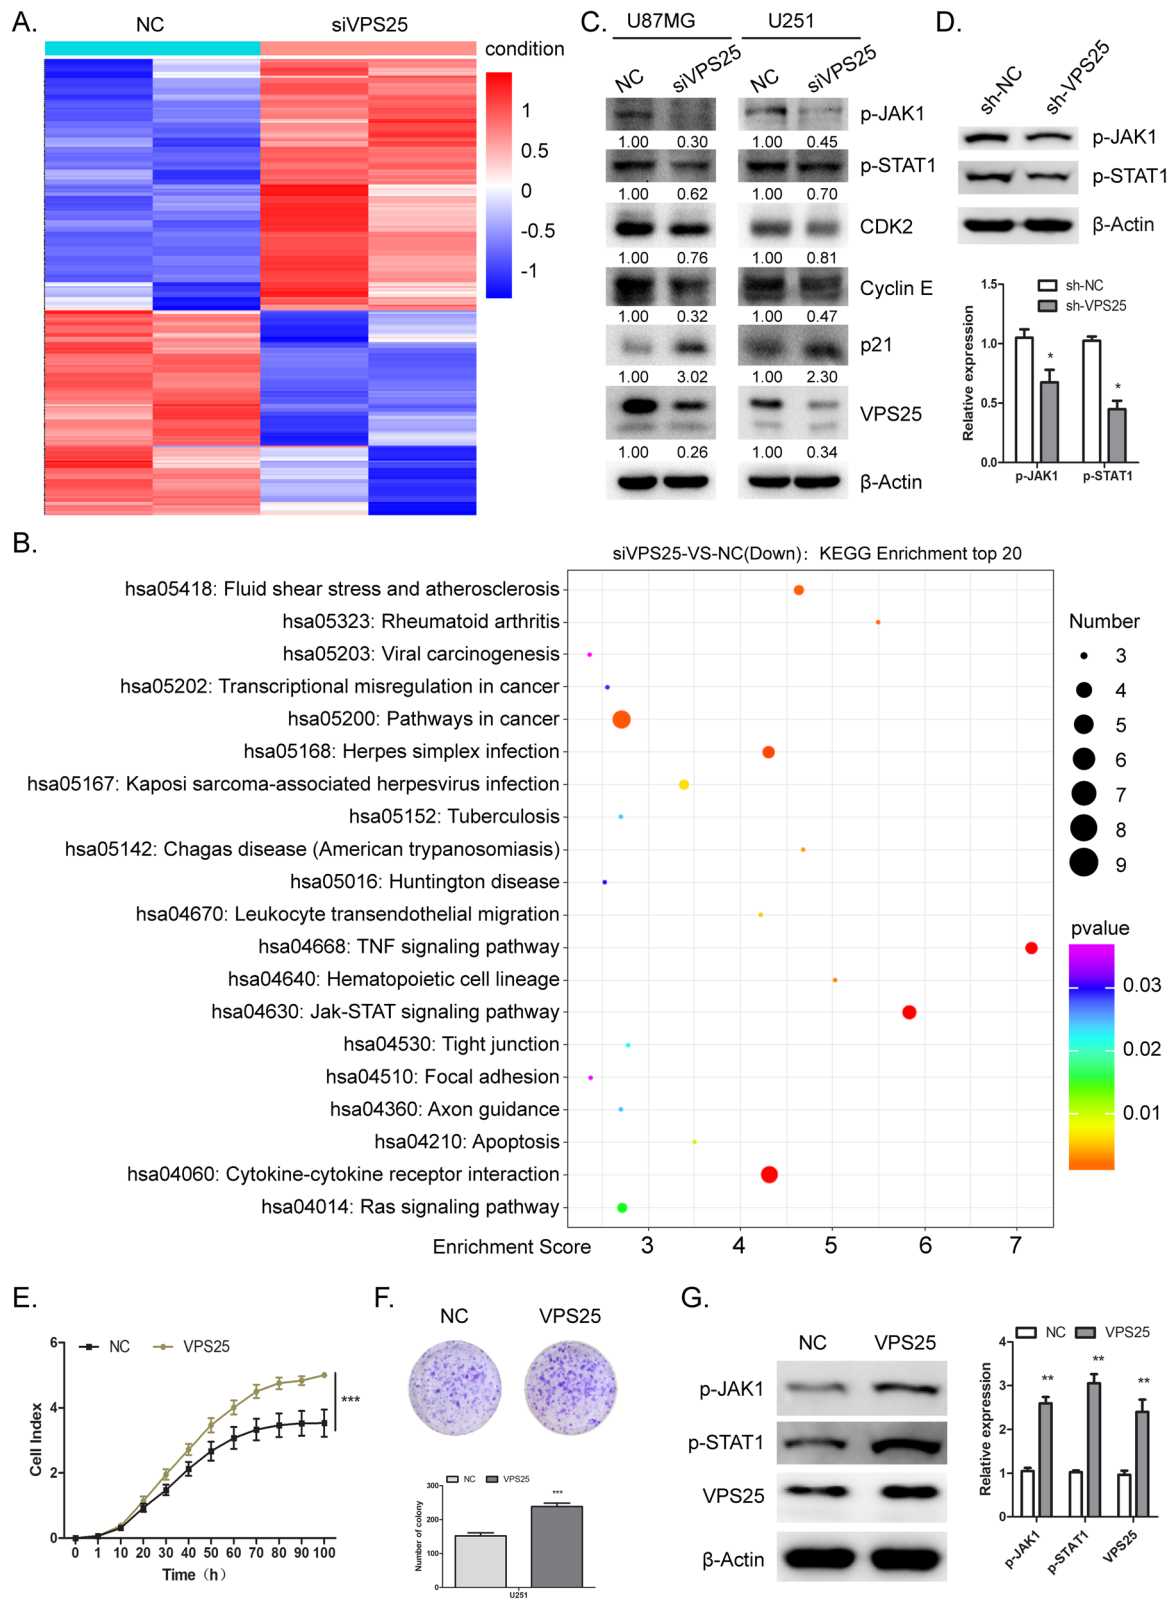 A.
NC
siVPS25
condition
1
0.5
0
-0.5
-1
C.
U87MG
U251
NC
siVPS25
NC
siVPS25
p-JAK1
1.00
0.30
1.00
0.45
p-STAT1
1.00
0.62
1.00
0.70
CDK2
1.00
0.76
1.00
0.81
Cyclin E
1.00
0.32
1.00
0.47
p21
1.00
3.02
1.00
2.30
VPS25
1.00
0.26
1.00
0.34
β-Actin
D.
sh-NC
sh-VPS25
p-JAK1
p-STAT1
β-Actin
sh-NC
sh-VPS25
Relative expression
1.5
1.0
0.5
0.0
*
*
p-JAK1
p-STAT1
B.
siVPS25-VS-NC(Down): KEGG Enrichment top 20
hsa05418: Fluid shear stress and atherosclerosis
hsa05323: Rheumatoid arthritis
hsa05203: Viral carcinogenesis
hsa05202: Transcriptional misregulation in cancer
hsa05200: Pathways in cancer
hsa05168: Herpes simplex infection
hsa05167: Kaposi sarcoma-associated herpesvirus infection
hsa05152: Tuberculosis
hsa05142: Chagas disease (American trypanosomiasis)
hsa05016: Huntington disease
hsa04670: Leukocyte transendothelial migration
hsa04668: TNF signaling pathway
hsa04640: Hematopoietic cell lineage
hsa04630: Jak-STAT signaling pathway
hsa04530: Tight junction
hsa04510: Focal adhesion
hsa04360: Axon guidance
hsa04210: Apoptosis
hsa04060: Cytokine-cytokine receptor interaction
hsa04014: Ras signaling pathway
Enrichment Score
3
4
5
6
7
Number
3
4
5
6
7
8
9
pvalue
0.03
0.02
0.01
E.
NC
VPS25
Cell Index
6
4
2
0
***
0
1
10
20
30
40
50
60
70
80
90
100
Time (h)
F.
NC
VPS25
NC
VPS25
Number of colony
300
200
100
0
***
U251
G.
NC
VPS25
p-JAK1
p-STAT1
VPS25
β-Actin
NC
VPS25
Relative expression
4
3
2
1
0
**
**
**
p-JAK1
p-STAT1
VPS25